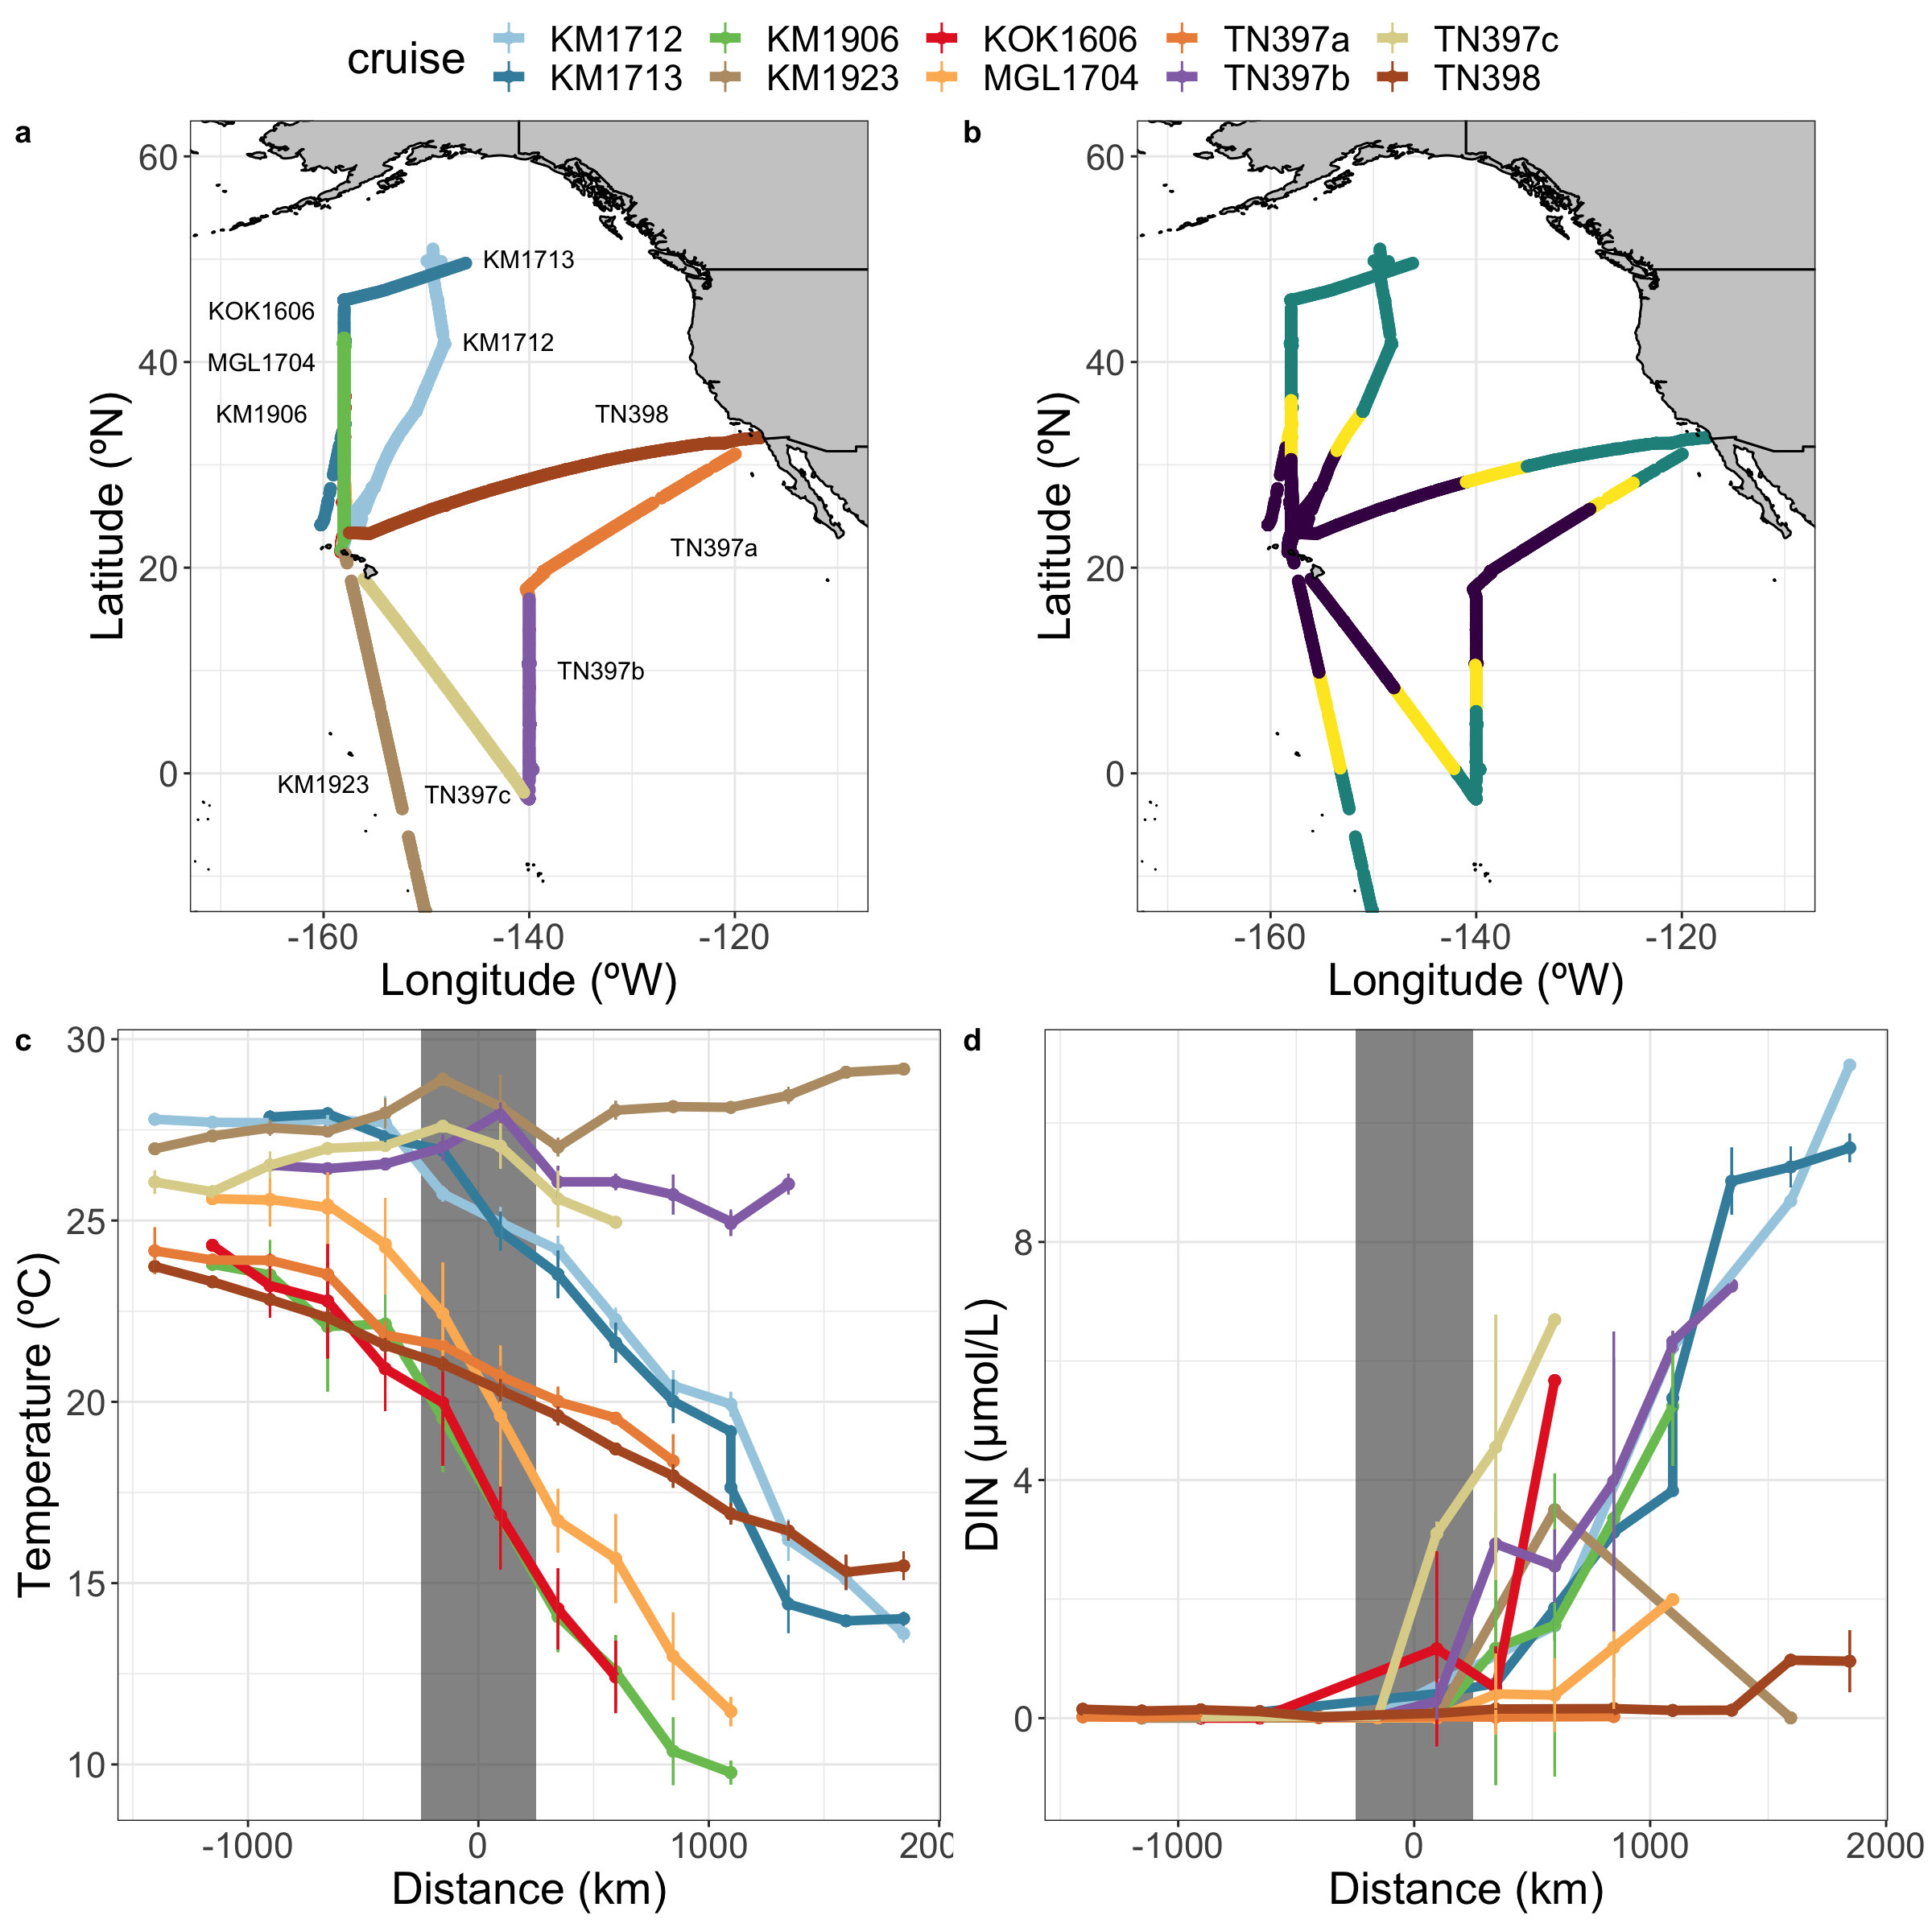 cruise
KM1712 KM1906 KOK1606 TN397a TN397c
KM1713 KM1923 MGL1704 TN397b TN398
a
60
40
20
0
Latitude (ºN)
KM1713
KOK1606
KM1712
MGL1704
KM1906
TN398
TN397a
TN397b
KM1923
TN397c
-160 -140 -120
Longitude (ºW)
b
60
40
20
0
Latitude (ºN)
-160 -140 -120
Longitude (ºW)
c
30
25
20
15
10
Temperature (ºC)
-1000 0 1000 200
Distance (km)
d
8
4
0
DIN (μmol/L)
-1000 0 1000 2000
Distance (km)